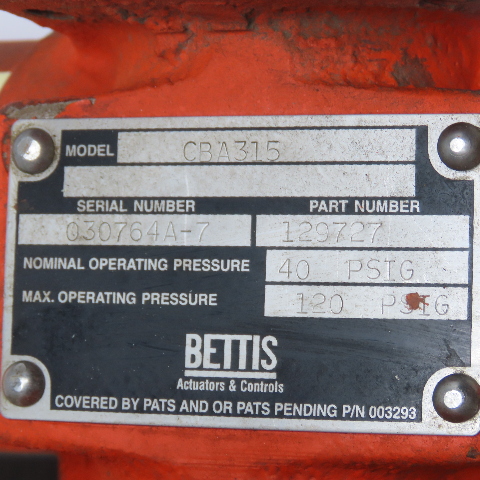 MODEL CBA315
SERIAL NUMBER PART NUMBER
Q30764A-7 129727
NOMINAL OPERATING PRESSURE 40 PSIG
MAX. OPERATING PRESSURE 120 PSIG
BETTIS
Actuators & Controls
COVERED BY PATS AND OR PATS PENDING P/N 003293